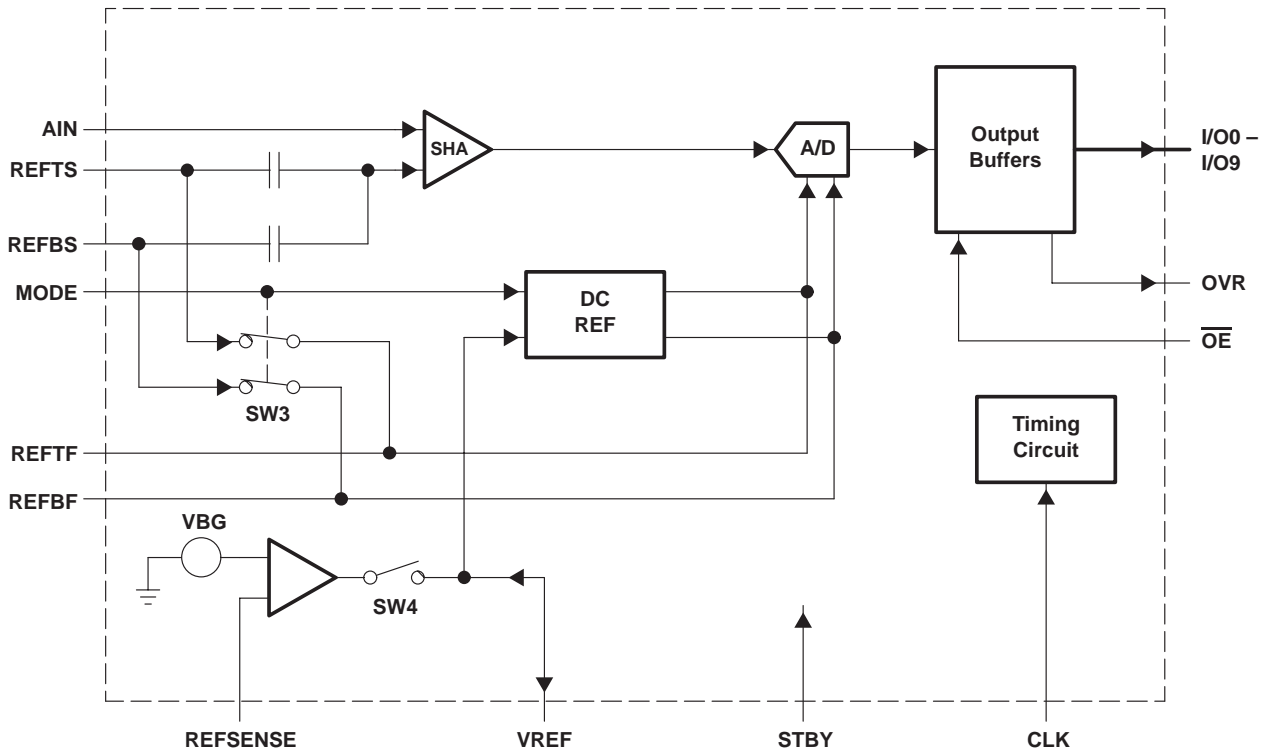 AIN
REFTS
REFBS
MODE
REFTF
REFBF
SHA
A/D
Output
Buffers
I/O0 –
I/O9
OVR
OE
DC
REF
SW3
Timing
Circuit
VBG
SW4
REFSENSE
VREF
STBY
CLK